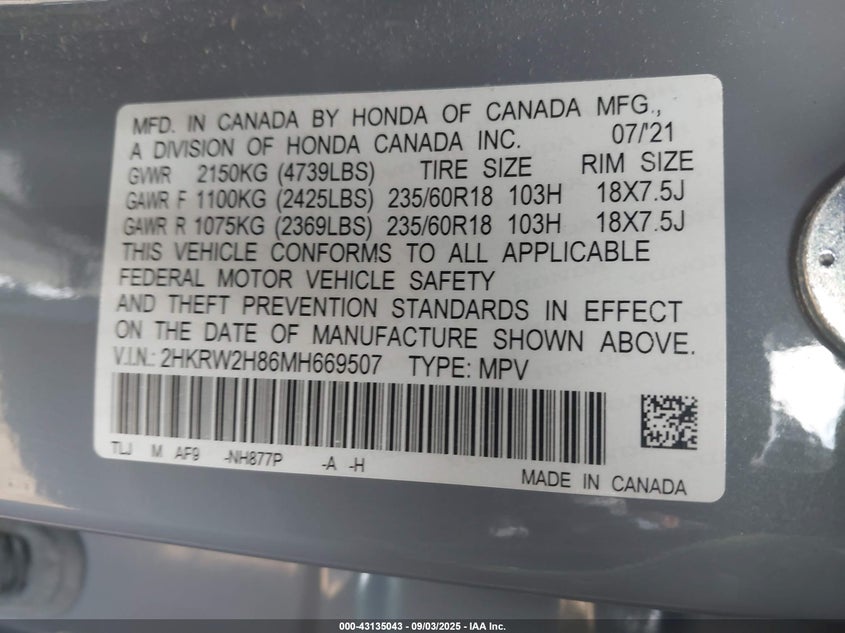 MFD. IN CANADA BY HONDA OF CANADA MFG.,
A DIVISION OF HONDA CANADA INC. 07/'21
GVWR 2150KG (4739LBS) TIRE SIZE RIM SIZE
GAWR F 1100KG (2425LBS) 235/60R18 103H 18X7.5J
GAWR R 1075KG (2369LBS) 235/60R18 103H 18X7.5J
THIS VEHICLE CONFORMS TO ALL APPLICABLE
FEDERAL MOTOR VEHICLE SAFETY
AND THEFT PREVENTION STANDARDS IN EFFECT
ON THE DATE OF MANUFACTURE SHOWN ABOVE.
V.I.N.: 2HKRW2H86MH669507 TYPE: MPV
TLJ M AF9 -NH877P -A -H
MADE IN CANADA
000-43135043 - 09/03/2025 - IAA Inc.